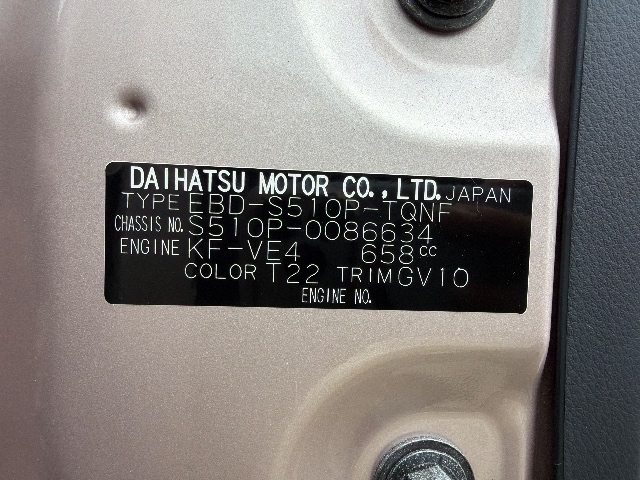 DAIHATSU MOTOR CO.,LTD. JAPAN
TYPE EBD-S510P-TQNF
CHASSIS NO. S510P-0086634
ENGINE KF-VE4 658cc
COLOR T22 TRIM GV10
ENGINE NO.